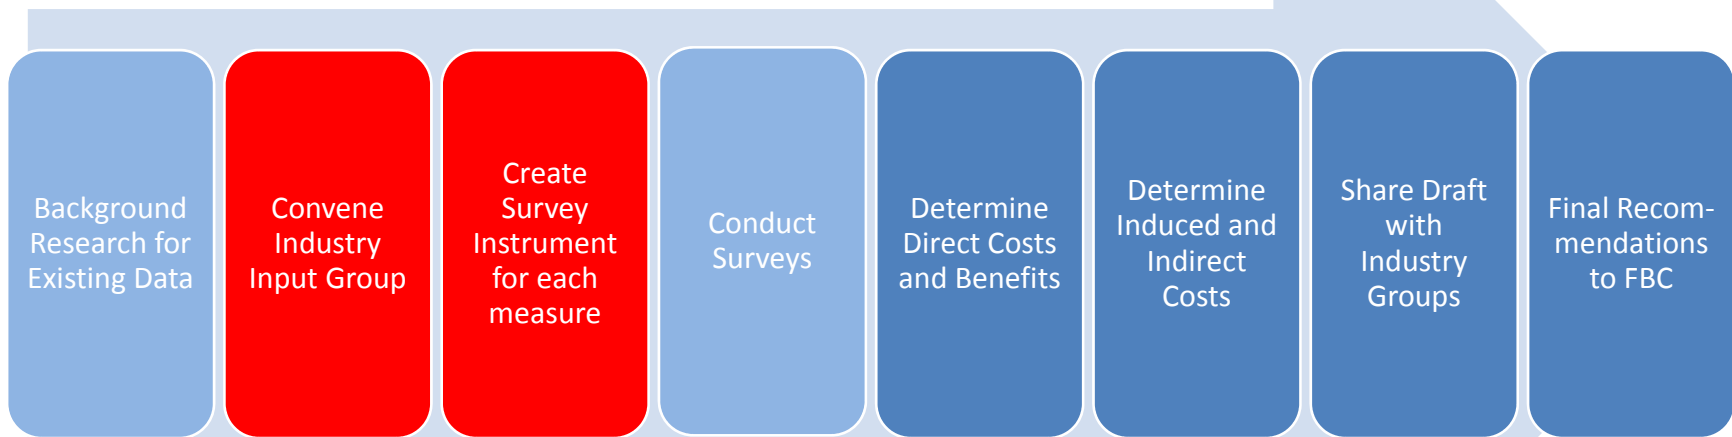 Background
Research for
Existing Data
Convene
Industry
Input Group
Create
Survey
Instrument
for each
measure
Conduct
Surveys
Determine
Direct Costs
and Benefits
Determine
Induced and
Indirect
Costs
Share Draft
with
Industry
Groups
Final Recom-
mendations
to FBC